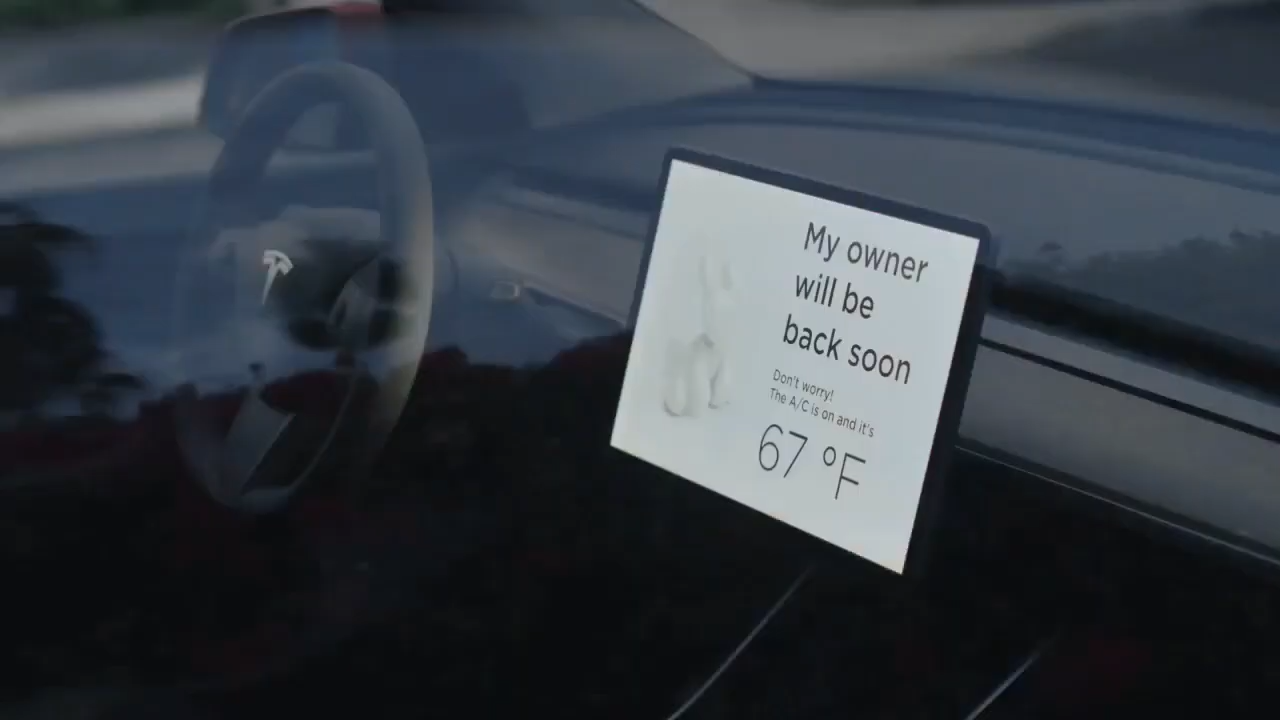 My owner
will be
back soon
Don't worry!
The A/C is on and it's
67 °F